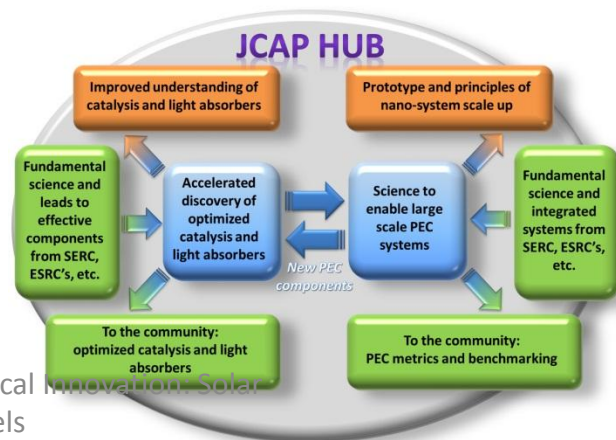 JCAP HUB
Improved understanding of
catalysis and light absorbers
Prototype and principles of
nano-system scale up
Fundamental
science and
leads to
effective
components
from SERC,
ESRC's, etc.
Accelerated
discovery of
optimized
catalysis and
light absorbers
Science to
enable large
scale PEC
systems
Fundamental
science and
integrated
systems from
SERC, ESRC's,
etc.
New PEC
components
To the community:
optimized catalysis and light
absorbers
To the community:
PEC metrics and benchmarking
cal Innovation: Solar
els